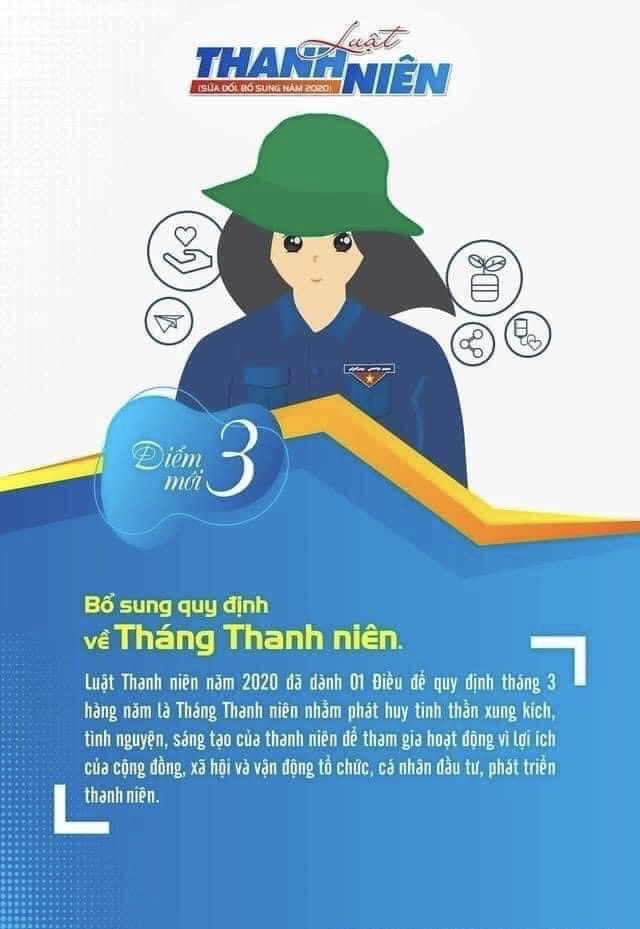 Luật
THANH NIÊN
(SỬA ĐỔI, BỔ SUNG NĂM 2020)
Điểm
mới 3
Bổ sung quy định
về Tháng Thanh niên.
Luật Thanh niên năm 2020 đã dành 01 Điều để quy định tháng 3
hàng năm là Tháng Thanh niên nhằm phát huy tinh thần xung kích,
tình nguyện, sáng tạo của thanh niên để tham gia hoạt động vì lợi ích
của cộng đồng, xã hội và vận động tổ chức, cá nhân đầu tư, phát triển
thanh niên.